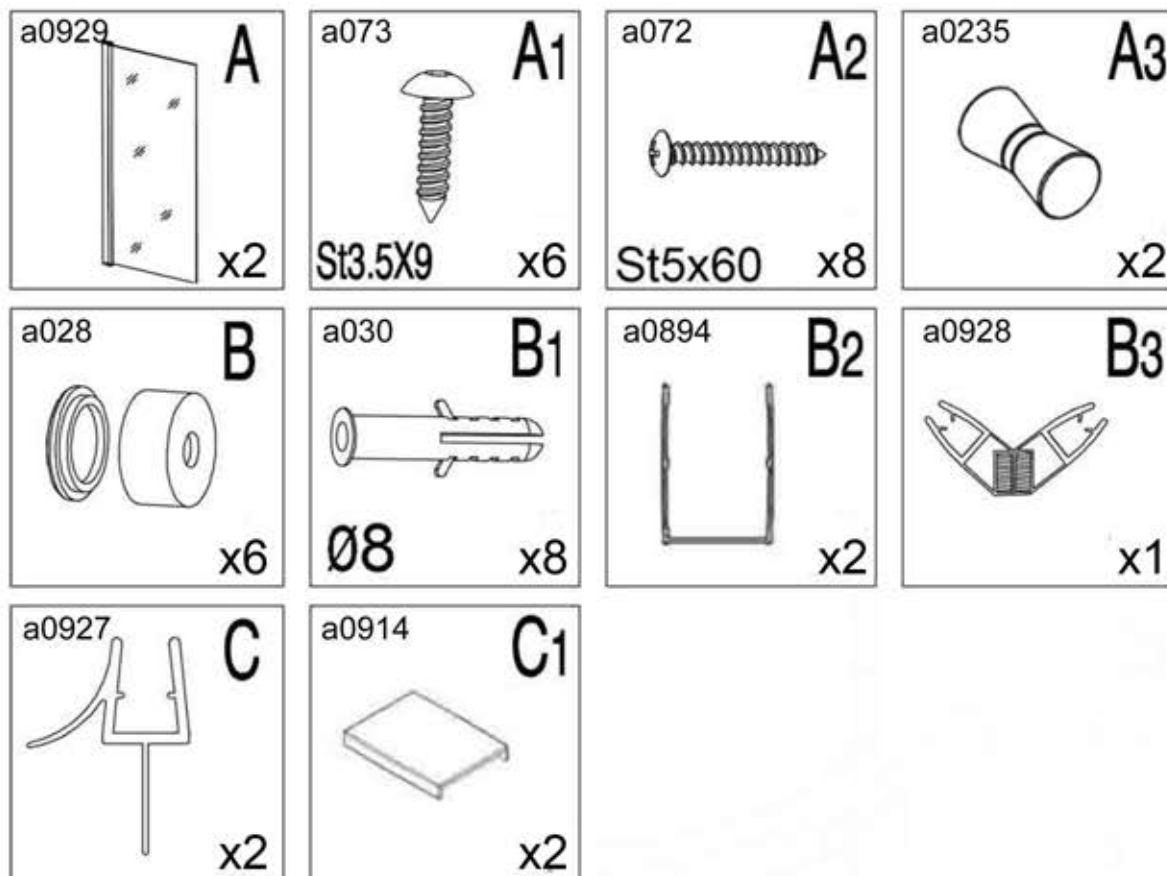 a0929 A
x2
a073 A1
St3.5X9 x6
a072 A2
St5x60 x8
a0235 A3
x2
a028 B
x6
a030 B1
Ø8 x8
a0894 B2
x2
a0928 B3
x1
a0927 C
x2
a0914 C1
x2